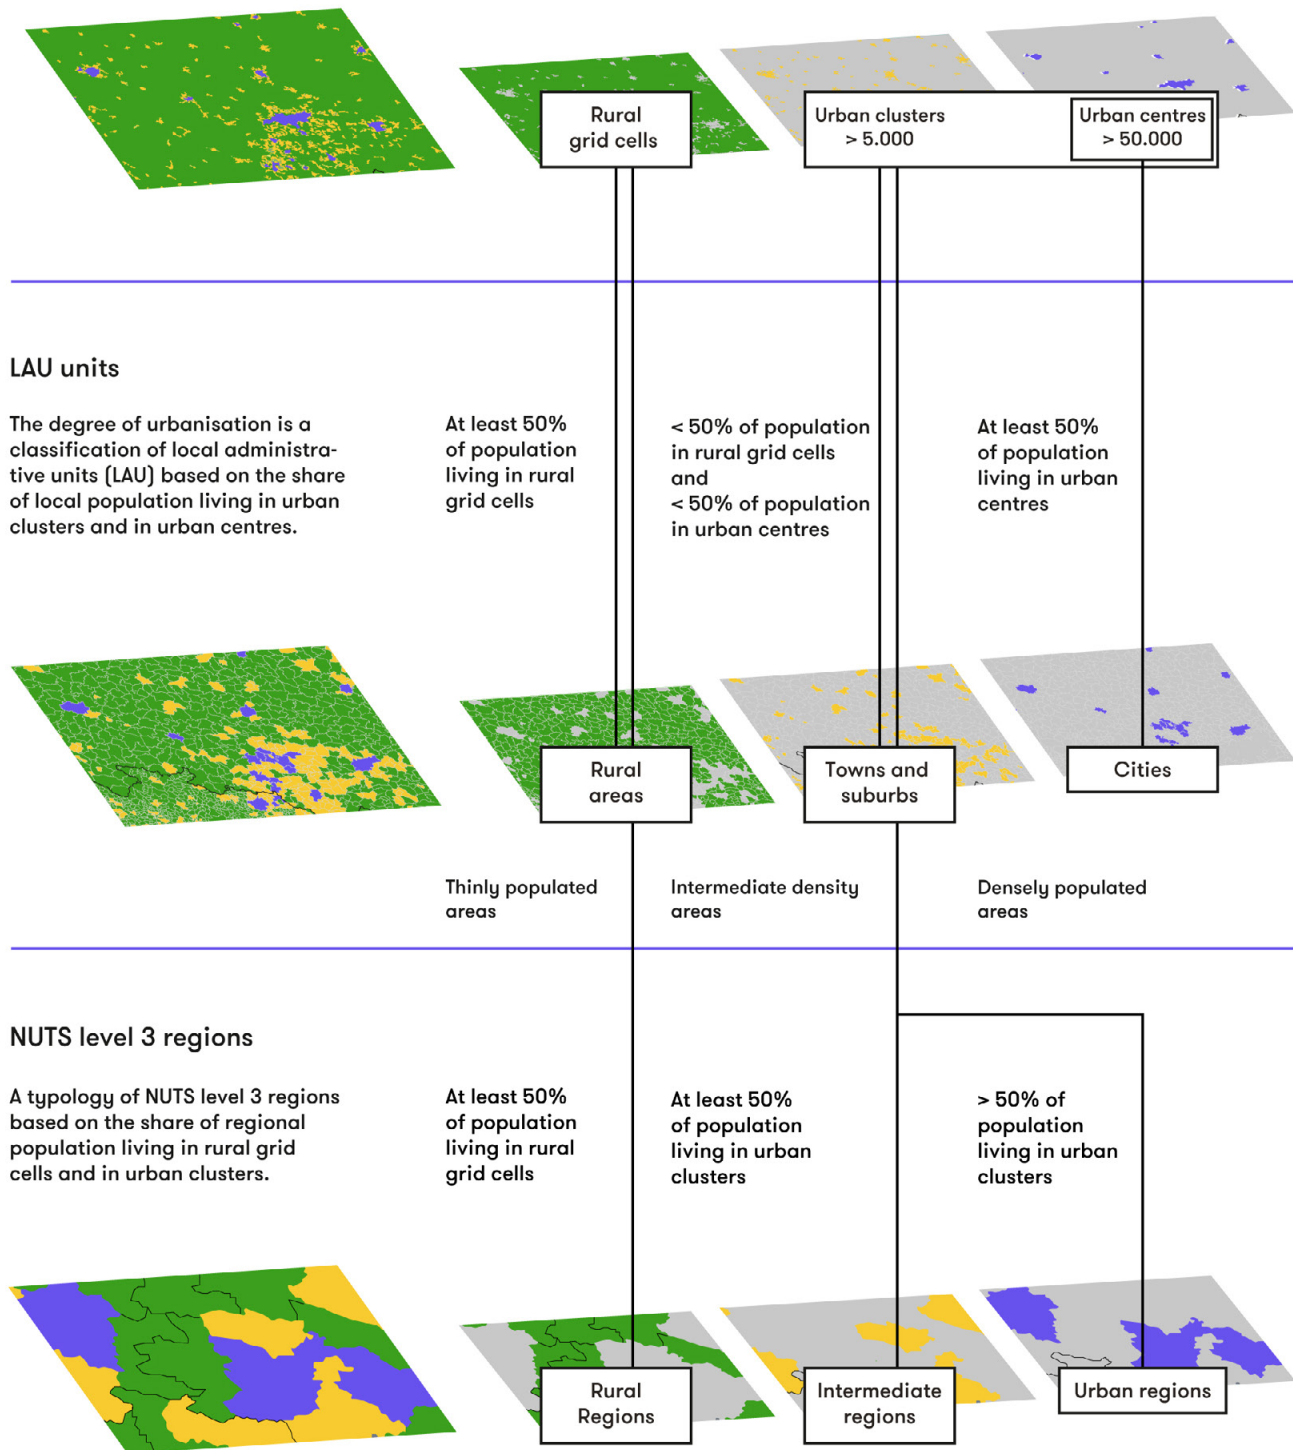 Rural
grid cells
Urban clusters
> 5.000
Urban centres
> 50.000
LAU units
The degree of urbanisation is a
classification of local administra-
tive units (LAU) based on the share
of local population living in urban
clusters and in urban centres.
At least 50%
of population
living in rural
grid cells
< 50% of population
in rural grid cells
and
< 50% of population
in urban centres
At least 50%
of population
living in urban
centres
Rural
areas
Towns and
suburbs
Cities
Thinly populated
areas
Intermediate density
areas
Densely populated
areas
NUTS level 3 regions
A typology of NUTS level 3 regions
based on the share of regional
population living in rural grid
cells and in urban clusters.
At least 50%
of population
living in rural
grid cells
At least 50%
of population
living in urban
clusters
> 50% of
population
living in urban
clusters
Rural
Regions
Intermediate
regions
Urban regions